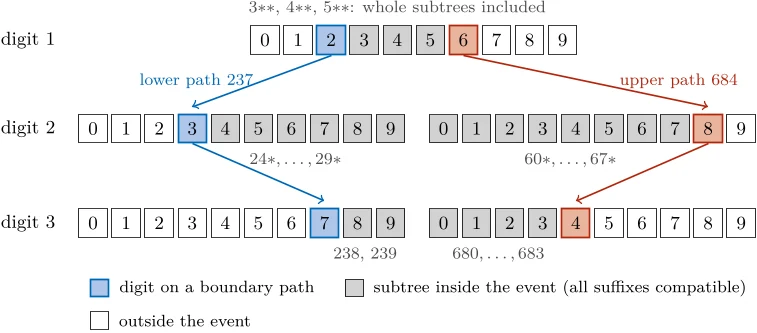 3∗∗, 4∗∗, 5∗∗: whole subtrees included
digit 1 0 1 2 3 4 5 6 7 8 9
lower path 237 upper path 684
digit 2 0 1 2 3 4 5 6 7 8 9 0 1 2 3 4 5 6 7 8 9
24∗, . . . , 29∗ 60∗, . . . , 67∗
digit 3 0 1 2 3 4 5 6 7 8 9 0 1 2 3 4 5 6 7 8 9
238, 239 680, . . . , 683
digit on a boundary path subtree inside the event (all suffixes compatible)
outside the event